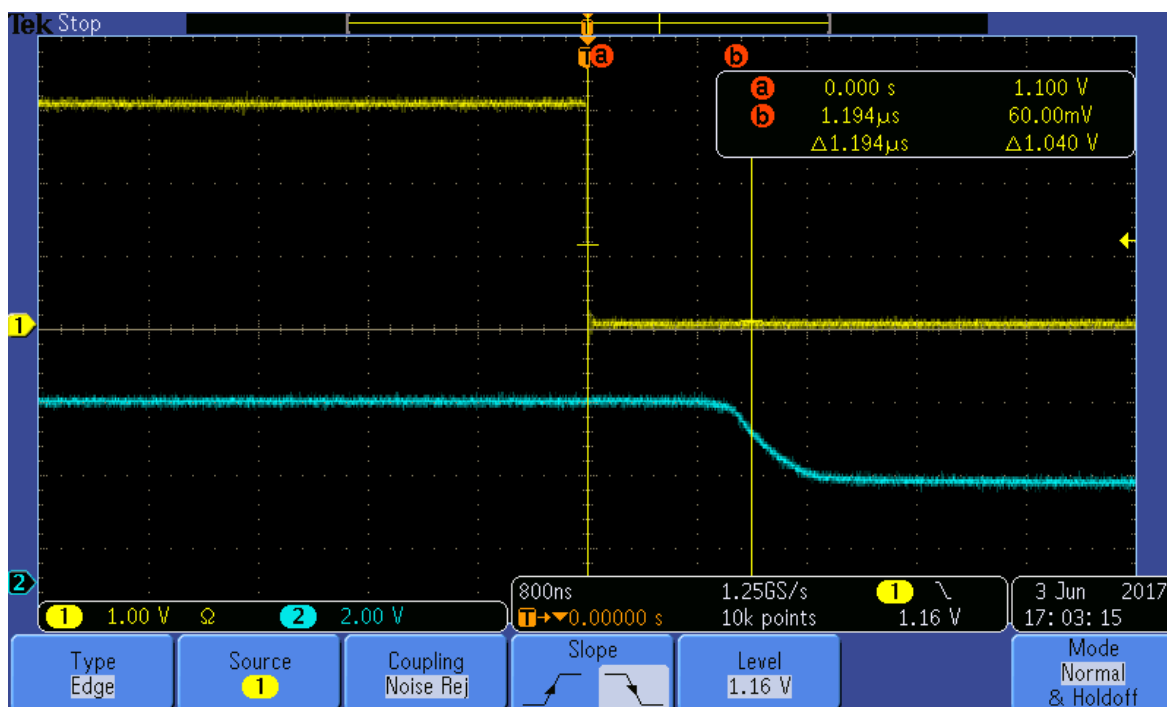 Tek Stop
T
T a b
a 0.000 s 1.100 V
b 1.194μs 60.00mV
△1.194μs △1.040 V
1
2
1 1.00 V Ω 2 2.00 V
800ns 1.25GS/s 1
T→▼0.00000 s 10k points 1.16 V
3 Jun 2017
17:03:15
Type
Edge
Source
1
Coupling
Noise Rej
Slope
Level
1.16 V
Mode
Normal
& Holdoff